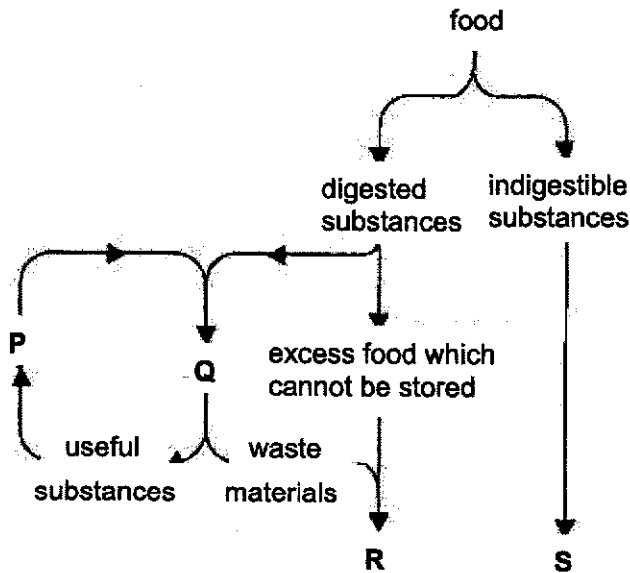 food
digested
substances
indigestible
substances
P
Q
excess food which
cannot be stored
useful
substances
waste
materials
R
S